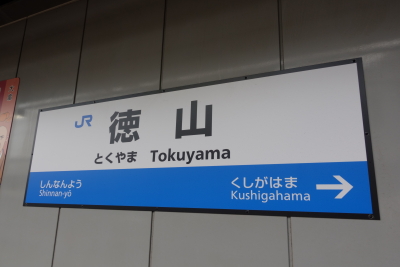 JR 徳山
とくやま Tokuyama
しんなんよう
Shinnan-yō
くしがはま
Kushigahama